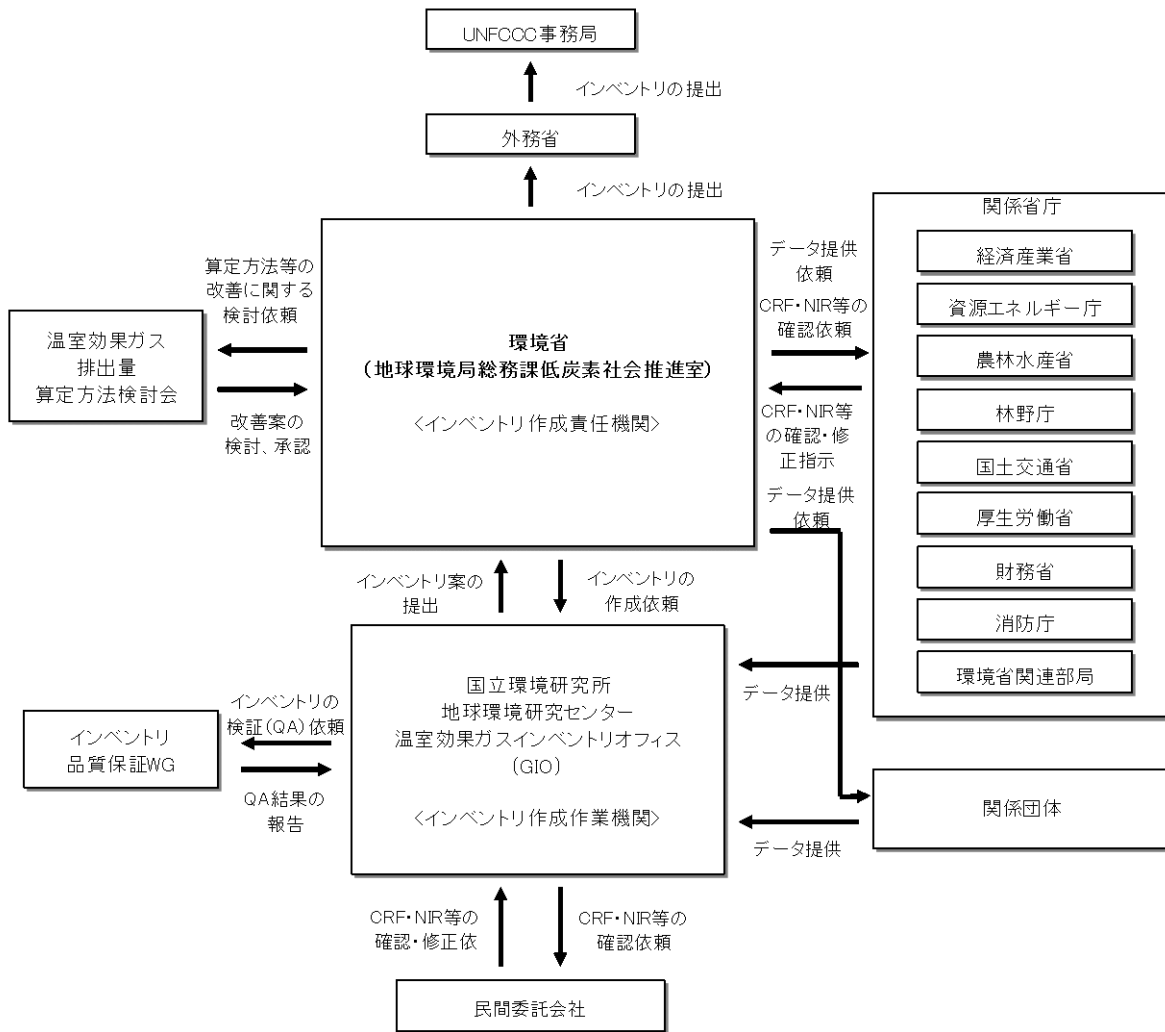 UNFCCC事務局
インベントリの提出
外務省
インベントリの提出
算定方法等の
改善に関する
検討依頼
温室効果ガス
排出量
算定方法検討会
改善案の
検討、承認
環境省
(地球環境局総務課低炭素社会推進室)
<インベントリ作成責任機関>
データ提供
依頼
CRF・NIR等の
確認依頼
CRF・NIR等
の確認・修
正指示
データ提供
依頼
関係省庁
経済産業省
資源エネルギー庁
農林水産省
林野庁
国土交通省
厚生労働省
財務省
消防庁
環境省関連部局
インベントリ案の
提出
インベントリの
作成依頼
国立環境研究所
地球環境研究センター
温室効果ガスインベントリオフィス
(GIO)
<インベントリ作成作業機関>
データ提供
インベントリの
検証(QA)依頼
インベントリ
品質保証WG
QA結果の
報告
関係団体
データ提供
CRF・NIR等の
確認・修正依
CRF・NIR等の
確認依頼
民間委託会社